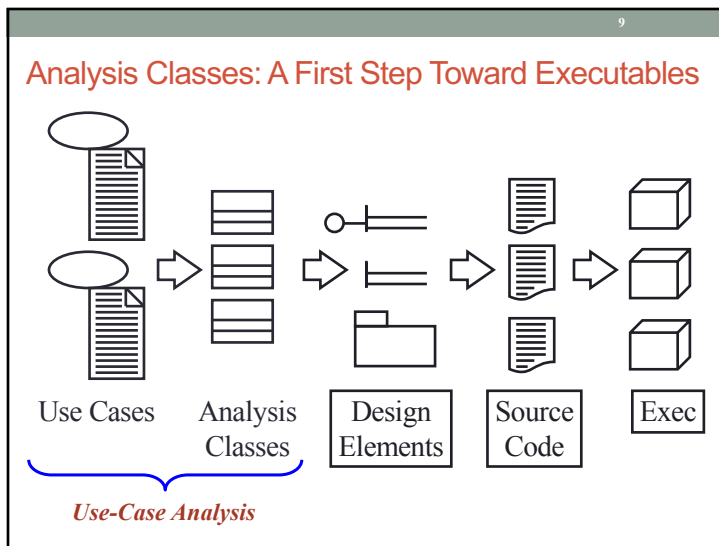 9
Analysis Classes: A First Step Toward Executables
Use Cases
Analysis
Classes
Design
Elements
Source
Code
Exec
Use-Case Analysis